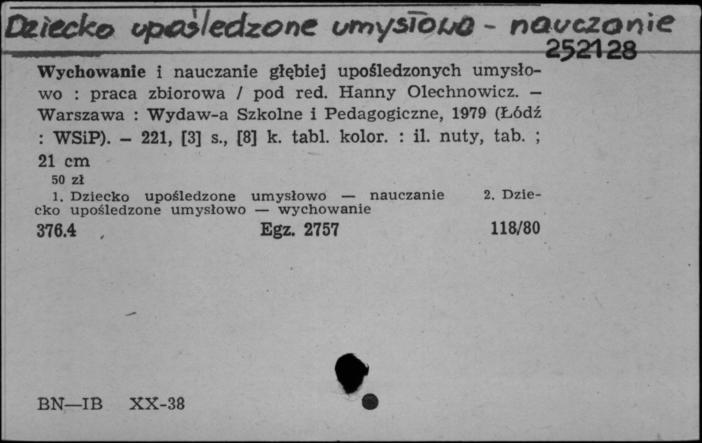 Dziecko upośledzone umysłowo - nauczanie
252128
Wychowanie i nauczanie głębiej upośledzonych umysło-
wo : praca zbiorowa / pod red. Hanny Olechnowicz. —
Warszawa : Wydaw-a Szkolne i Pedagogiczne, 1979 (Łódź
: WSiP). — 221, [3] s., [8] k. tabl. kolor. : il. nuty, tab. ;
21 cm
50 zł
1. Dziecko upośledzone umysłowo — nauczanie 2. Dzie-
cko upośledzone umysłowo — wychowanie
376.4 Egz. 2757 118/80
BN—IB XX-38